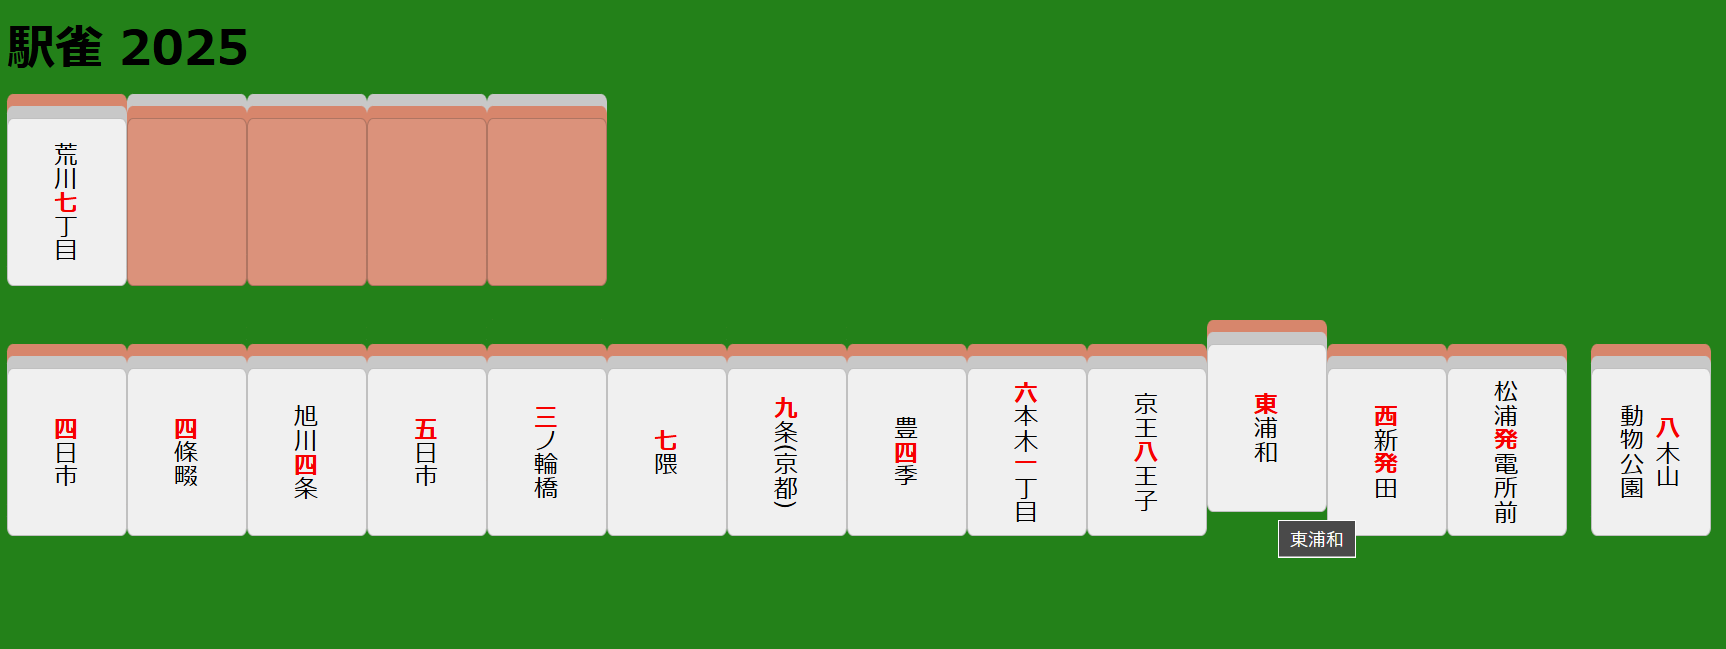 駅雀 2025
荒川七丁目
四日市
四條畷
旭川四条
五日市
三ノ輪橋
七隈
九条(京都)
豊四季
六本木一丁目
京王八王子
東浦和
西新発田
松浦発電所前
八木山
動物公園
東浦和